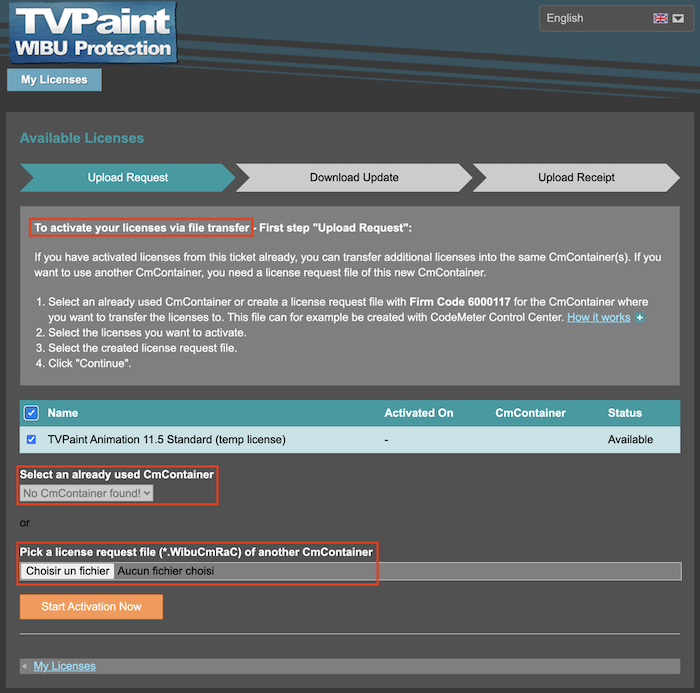 TVPaint
WIBU Protection
English
My Licenses
Available Licenses
Upload Request
Download Update
Upload Receipt
To activate your licenses via file transfer - First step "Upload Request":
If you have activated licenses from this ticket already, you can transfer additional licenses into the same CmContainer(s). If you
want to use another CmContainer, you need a license request file of this new CmContainer.
1. Select an already used CmContainer or create a license request file with Firm Code 6000117 for the CmContainer where
you want to transfer the licenses to. This file can for example be created with CodeMeter Control Center. How it works +
2. Select the licenses you want to activate.
3. Select the created license request file.
4. Click "Continue".
Name Activated On CmContainer Status
TVPaint Animation 11.5 Standard (temp license) - Available
Select an already used CmContainer
No CmContainer found!
or
Pick a license request file (*.WibuCmRaC) of another CmContainer
Choisir un fichier Aucun fichier choisi
Start Activation Now
My Licenses